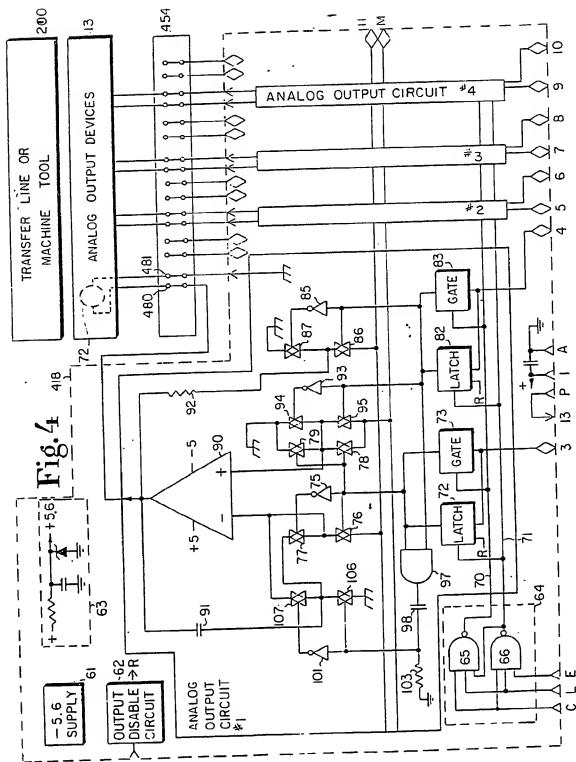 TRANSFER LINE OR
MACHINE TOOL
200
ANALOG OUTPUT DEVICES
13
72
454
480
481
418
Fig.4
+5,6
+
63
-5.6
SUPPLY
61
OUTPUT
DISABLE
CIRCUIT
62
R
ANALOG
OUTPUT
CIRCUIT
#1
ANALOG OUTPUT CIRCUIT #4
#3
#2
11
M
92
87
85
86
93
94
79
95
78
90
-5
+5
+
-
75
77
76
91
107
106
101
103
98
97
83
GATE
82
LATCH
R
73
GATE
72
LATCH
R
70
71
64
65
66
C
L
E
3
13
P
I
A
+
4
5
6
7
8
9
10